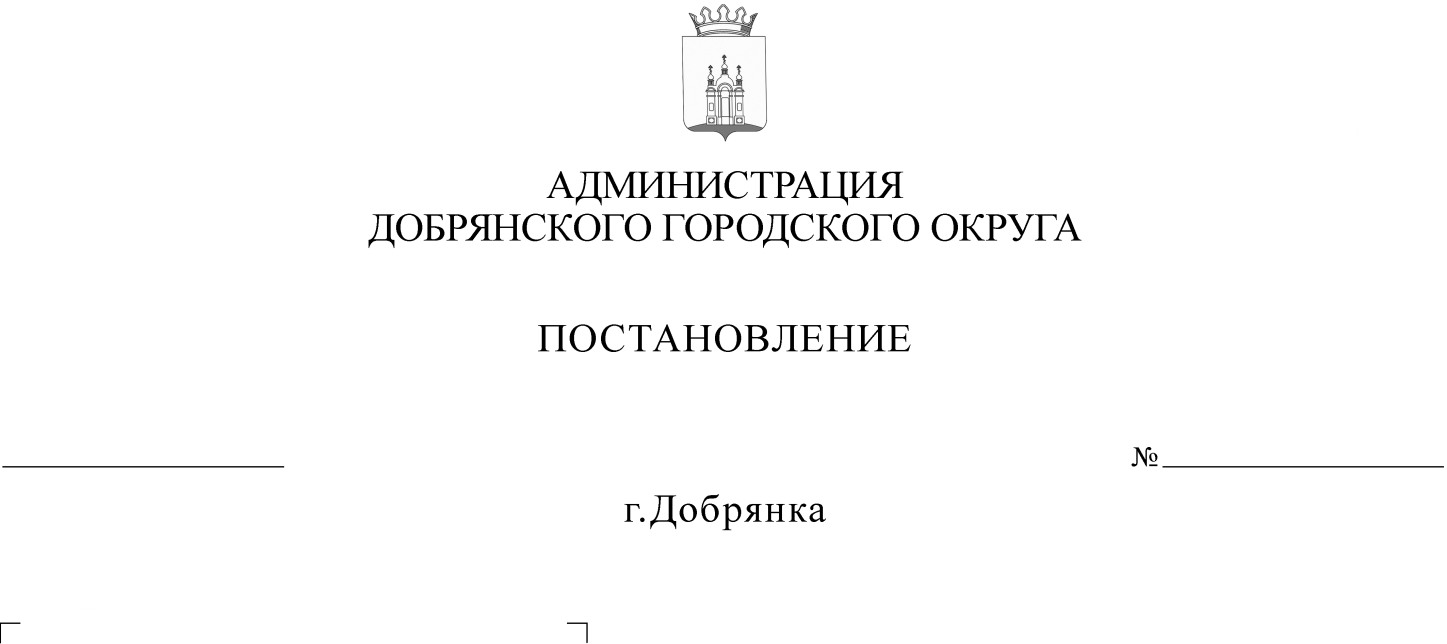 АДМИНИСТРАЦИЯ
ДОБРЯНСКОГО ГОРОДСКОГО ОКРУГА
ПОСТАНОВЛЕНИЕ
№
г.Добрянка